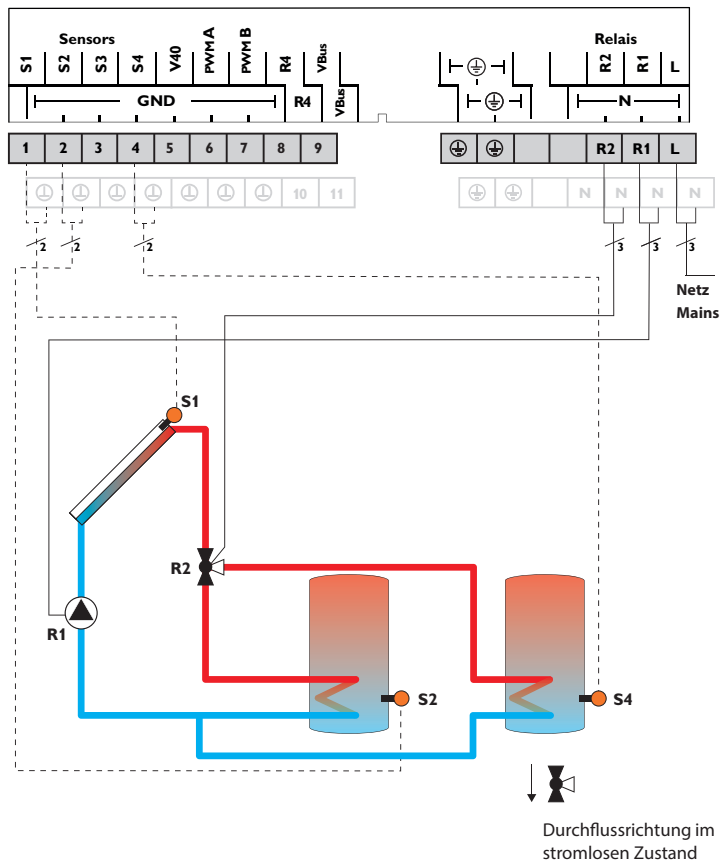 Sensors
Relais
S1 S2 S3 S4 V40 PWM A PWM B R4 VBus
R2 R1 L
GND
R4 VBus
N
1 2 3 4 5 6 7 8 9
R2 R1 L
10 11
N N N N
2 2 2
3 3 3
Netz
Mains
S1
R2
R1
S2
S4
Durchflussrichtung im
stromlosen Zustand